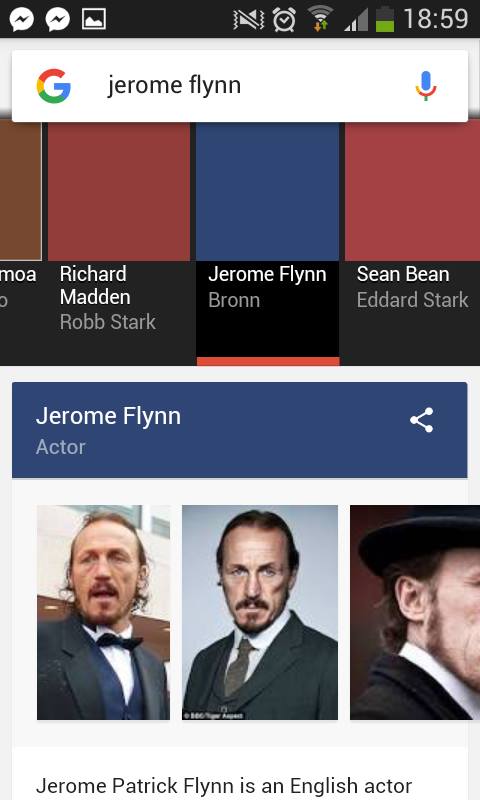 18:59
jerome flynn
moa
o
Richard
Madden
Robb Stark
Jerome Flynn
Bronn
Sean Bean
Eddard Stark
Jerome Flynn
Actor
© BBC/Tiger Aspect
Jerome Patrick Flynn is an English actor